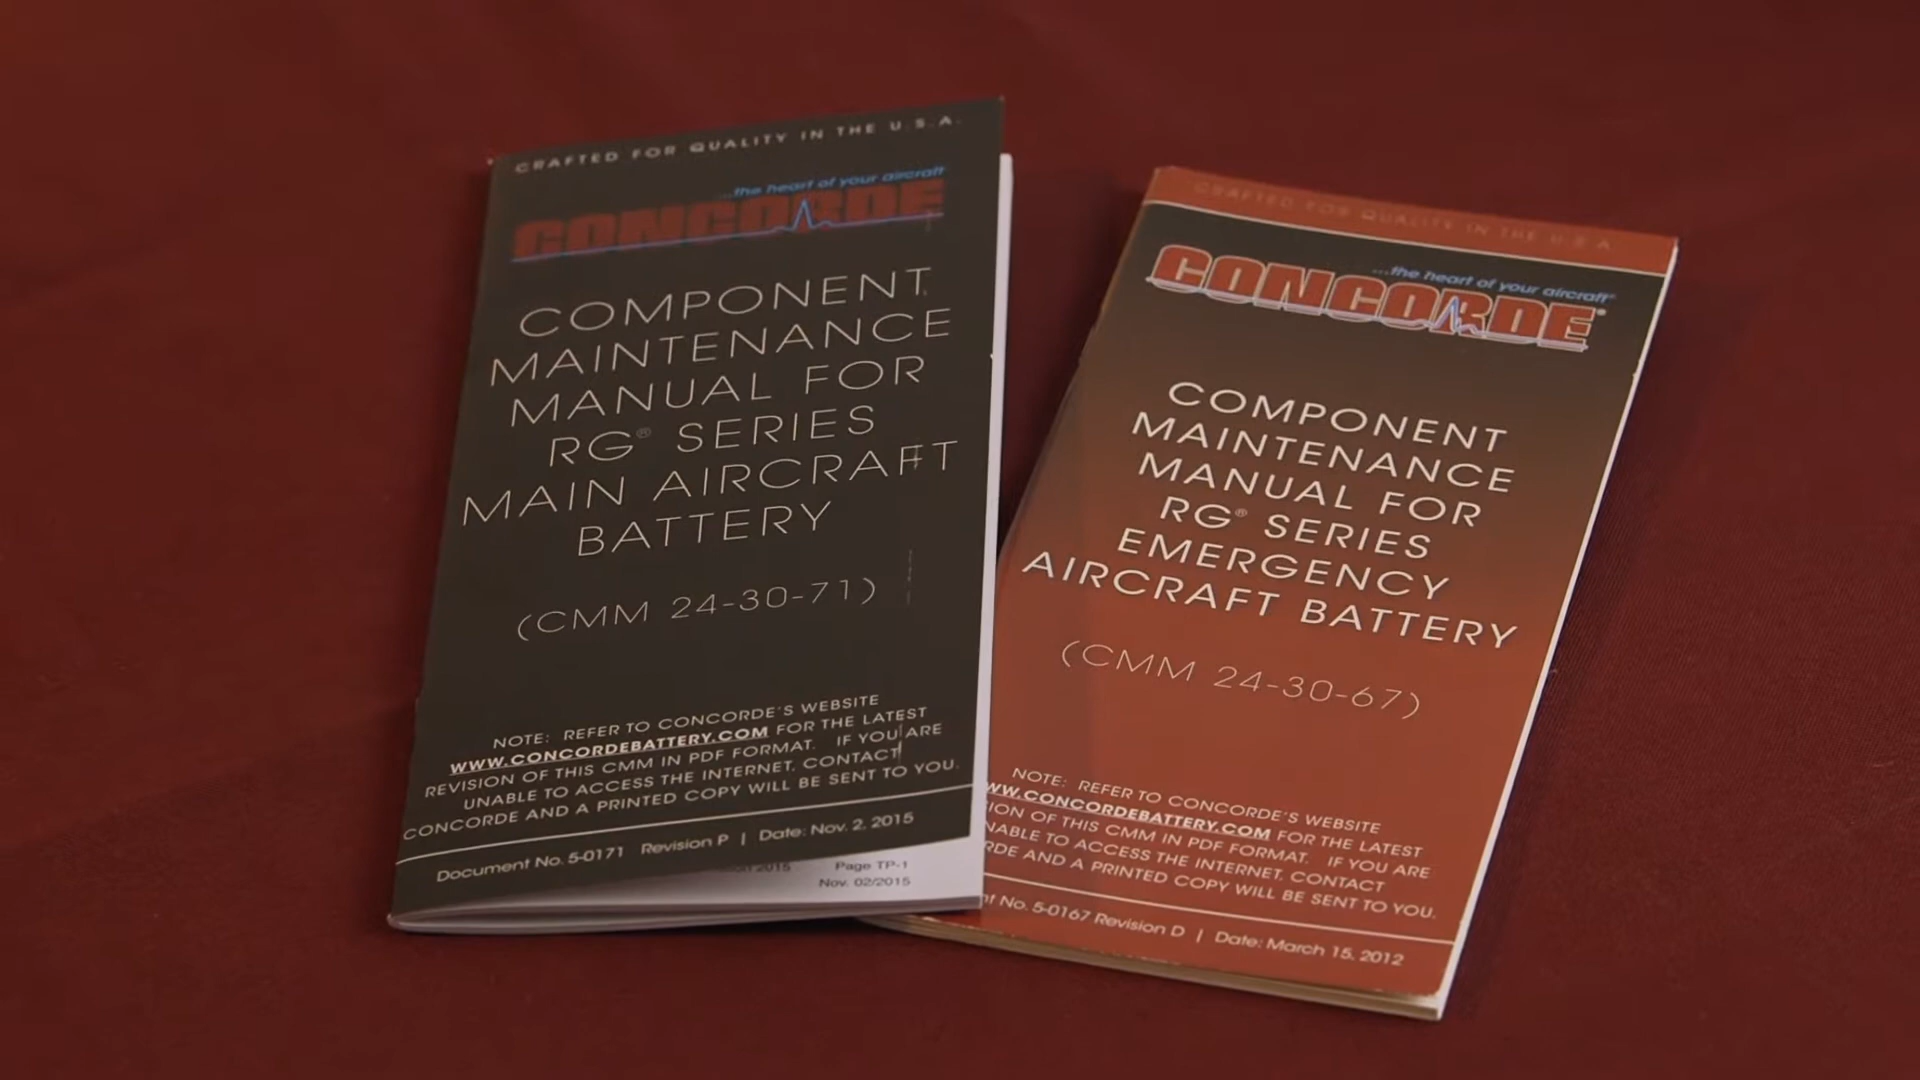 CRAFTED FOR QUALITY IN THE U.S.A.
...the heart of your aircraft
CONCORDE
COMPONENT
MAINTENANCE
MANUAL FOR
RG® SERIES
MAIN AIRCRAFT
BATTERY
(CMM 24-30-71)
NOTE: REFER TO CONCORDE'S WEBSITE
WWW.CONCORDEBATTERY.COM FOR THE LATEST
REVISION OF THIS CMM IN PDF FORMAT. IF YOU ARE
UNABLE TO ACCESS THE INTERNET, CONTACT
CONCORDE AND A PRINTED COPY WILL BE SENT TO YOU.
Document No. 5-0171 Revision P | Date: Nov. 2, 2015
2015 Page TP-1
Nov. 02/2015
CRAFTED FOR QUALITY IN THE U.S.A
...the heart of your aircraft®
CONCORDE®
COMPONENT
MAINTENANCE
MANUAL FOR
RG® SERIES
EMERGENCY
AIRCRAFT BATTERY
(CMM 24-30-67)
NOTE: REFER TO CONCORDE'S WEBSITE
WW.CONCORDEBATTERY.COM FOR THE LATEST
ION OF THIS CMM IN PDF FORMAT. IF YOU ARE
NABLE TO ACCESS THE INTERNET, CONTACT
RDE AND A PRINTED COPY WILL BE SENT TO YOU.
nt No. 5-0167 Revision D | Date: March 15, 2012